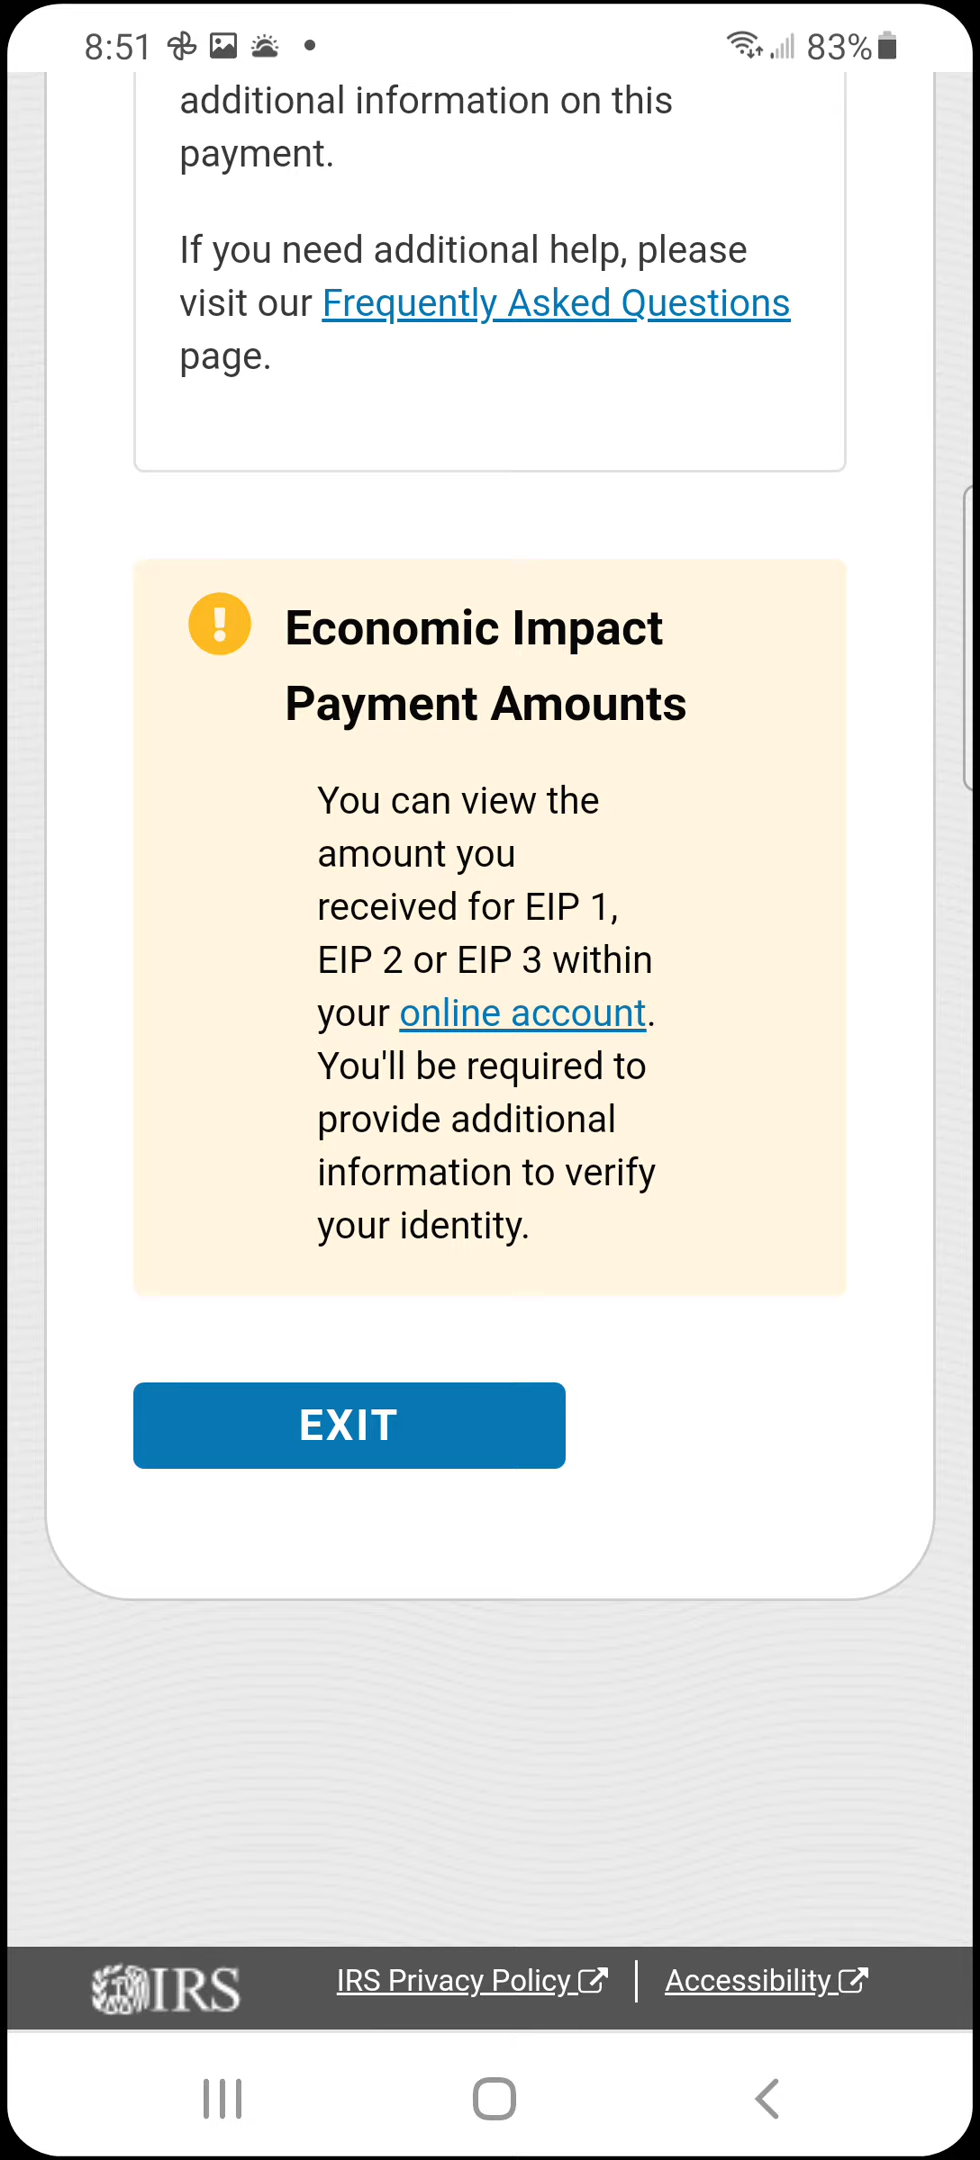 8:51 83%
additional information on this
payment.
If you need additional help, please
visit our Frequently Asked Questions
page.
Economic Impact
Payment Amounts
You can view the
amount you
received for EIP 1,
EIP 2 or EIP 3 within
your online account.
You'll be required to
provide additional
information to verify
your identity.
EXIT
IRS IRS Privacy Policy Accessibility